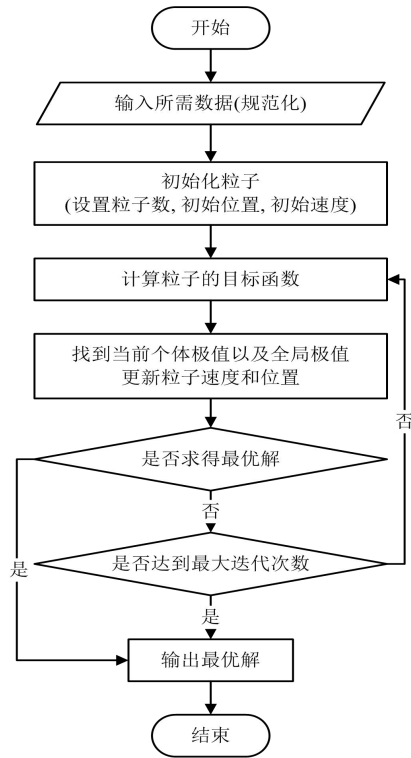 开始
输入所需数据(规范化)
初始化粒子
(设置粒子数, 初始位置, 初始速度)
计算粒子的目标函数
找到当前个体极值以及全局极值
更新粒子速度和位置
否
是否求得最优解
否
是否达到最大迭代次数
是
是
输出最优解
结束